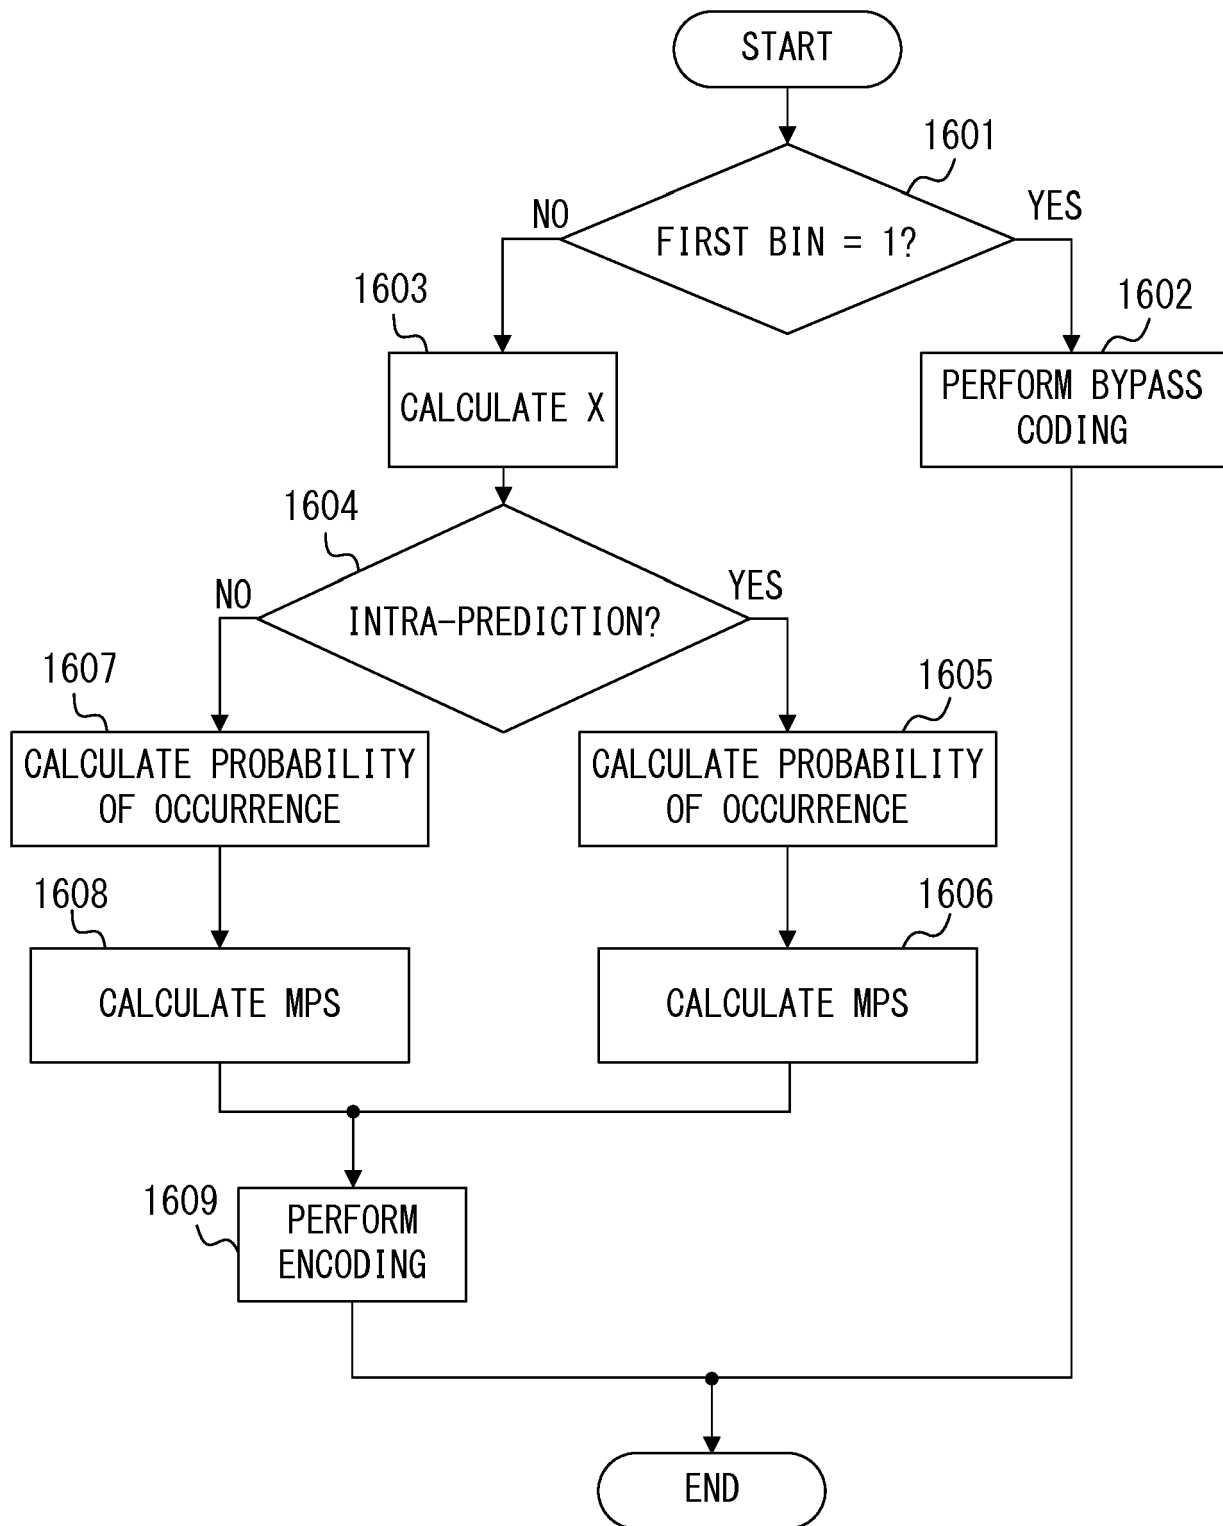 START
1601
NO
YES
FIRST BIN = 1?
1603
1602
CALCULATE X
PERFORM BYPASS
CODING
1604
NO
YES
INTRA-PREDICTION?
1607
1605
CALCULATE PROBABILITY
OF OCCURRENCE
CALCULATE PROBABILITY
OF OCCURRENCE
1608
1606
CALCULATE MPS
CALCULATE MPS
1609
PERFORM
ENCODING
END